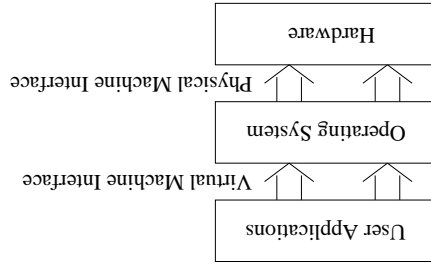 User Applications
Virtual Machine Interface
Operating System
Physical Machine Interface
Hardware